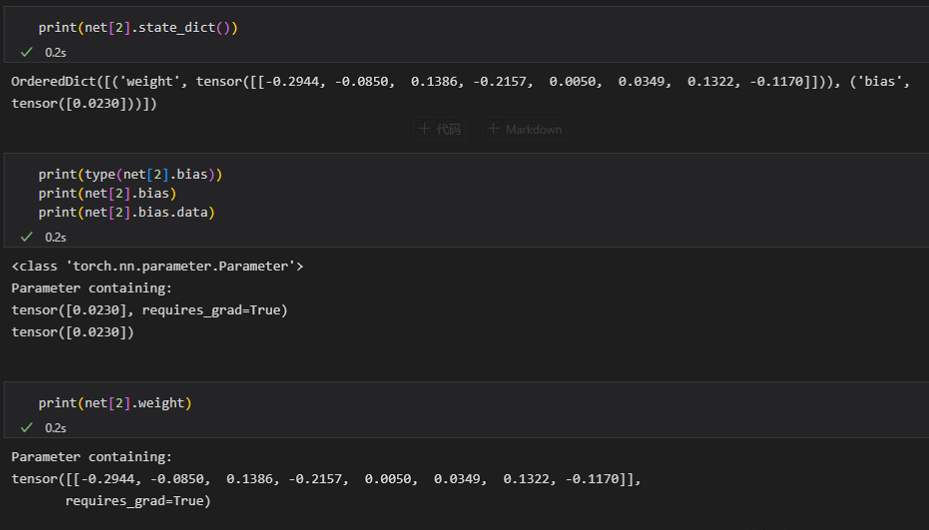 print(net[2].state_dict())
0.2s
OrderedDict([('weight', tensor([[-0.2944, -0.0850,  0.1386, -0.2157,  0.0050,  0.0349,  0.1322, -0.1170]])), ('bias',
tensor([0.0230]))])
代码 Markdown
print(type(net[2].bias))
print(net[2].bias)
print(net[2].bias.data)
0.2s
<class 'torch.nn.parameter.Parameter'>
Parameter containing:
tensor([0.0230], requires_grad=True)
tensor([0.0230])
print(net[2].weight)
0.2s
Parameter containing:
tensor([[-0.2944, -0.0850,  0.1386, -0.2157,  0.0050,  0.0349,  0.1322, -0.1170]],
       requires_grad=True)